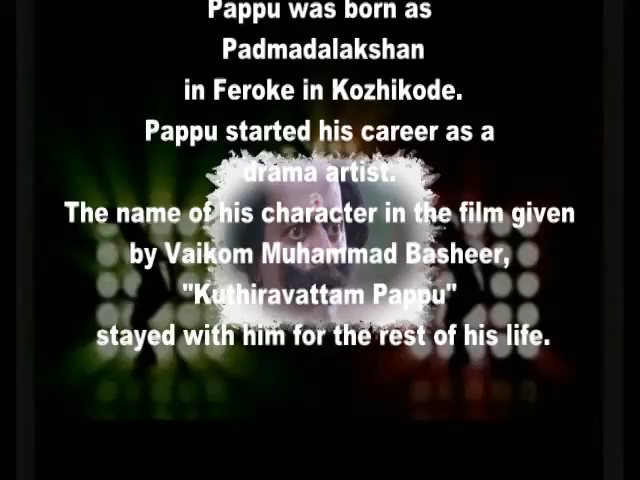 Pappu was born as
Padmadalakshan
in Feroke in Kozhikode.
Pappu started his career as a
drama artist.
The name of his character in the film given
by Vaikom Muhammad Basheer,
"Kuthiravattam Pappu"
stayed with him for the rest of his life.